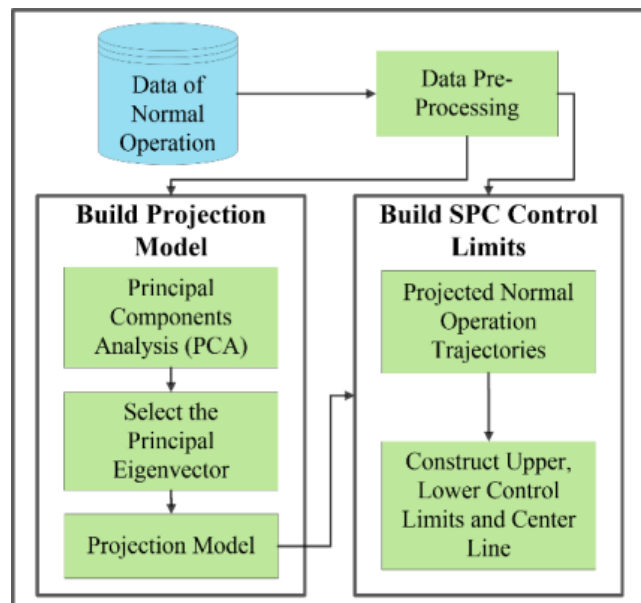 Data of
Normal
Operation
Data Pre-
Processing
Build Projection
Model
Principal
Components
Analysis (PCA)
Select the
Principal
Eigenvector
Projection Model
Build SPC Control
Limits
Projected Normal
Operation
Trajectories
Construct Upper,
Lower Control
Limits and Center
Line